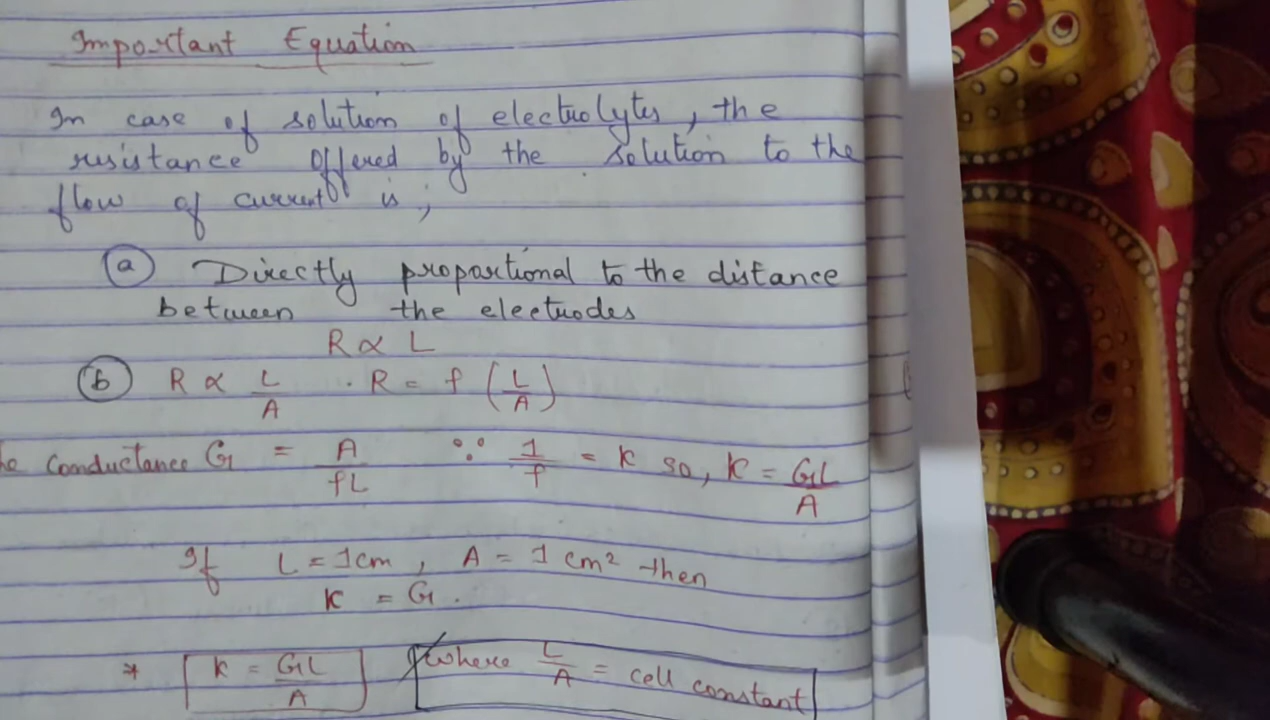 Important Equation
In case of solution of electrolytes, the
resistance offered by the solution to the
flow of current is ;
(a) Directly proportional to the distance
between the electrodes
R ∝ L
(b) R ∝ L/A . R = f (L/A)
he conductance G = A/fL ∵ 1/f = K so, K = GL/A
If L = 1cm , A = 1 cm² then
K = G .
* K = GL/A where L/A = cell constant